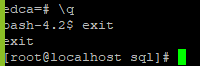 edca=# \q
bash-4.2$ exit
exit
[root@localhost sql]#